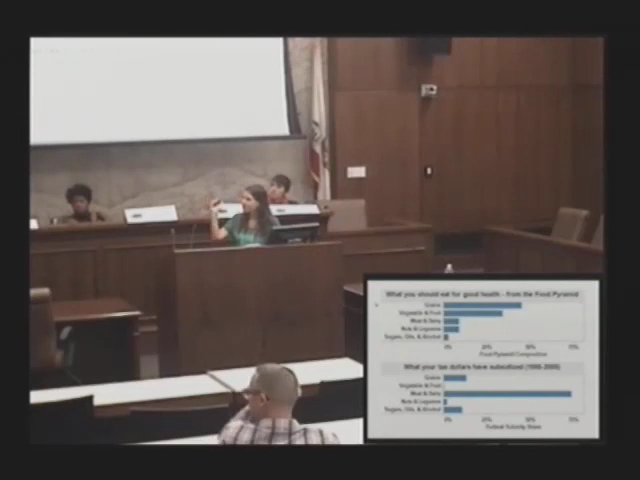 What you should eat for good health - from the Food Pyramid
Grains
Vegetable & Fruit
Meat & Dairy
Nuts & Legumes
Sugars, Oils, & Alcohol
0% 25% 50% 75%
Food Pyramid Composition
What your tax dollars have subsidized (1995-2005)
Grains
Vegetable & Fruit
Meat & Dairy
Nuts & Legumes
Sugars, Oils, & Alcohol
0% 25% 50% 75%
Federal Subsidy Share